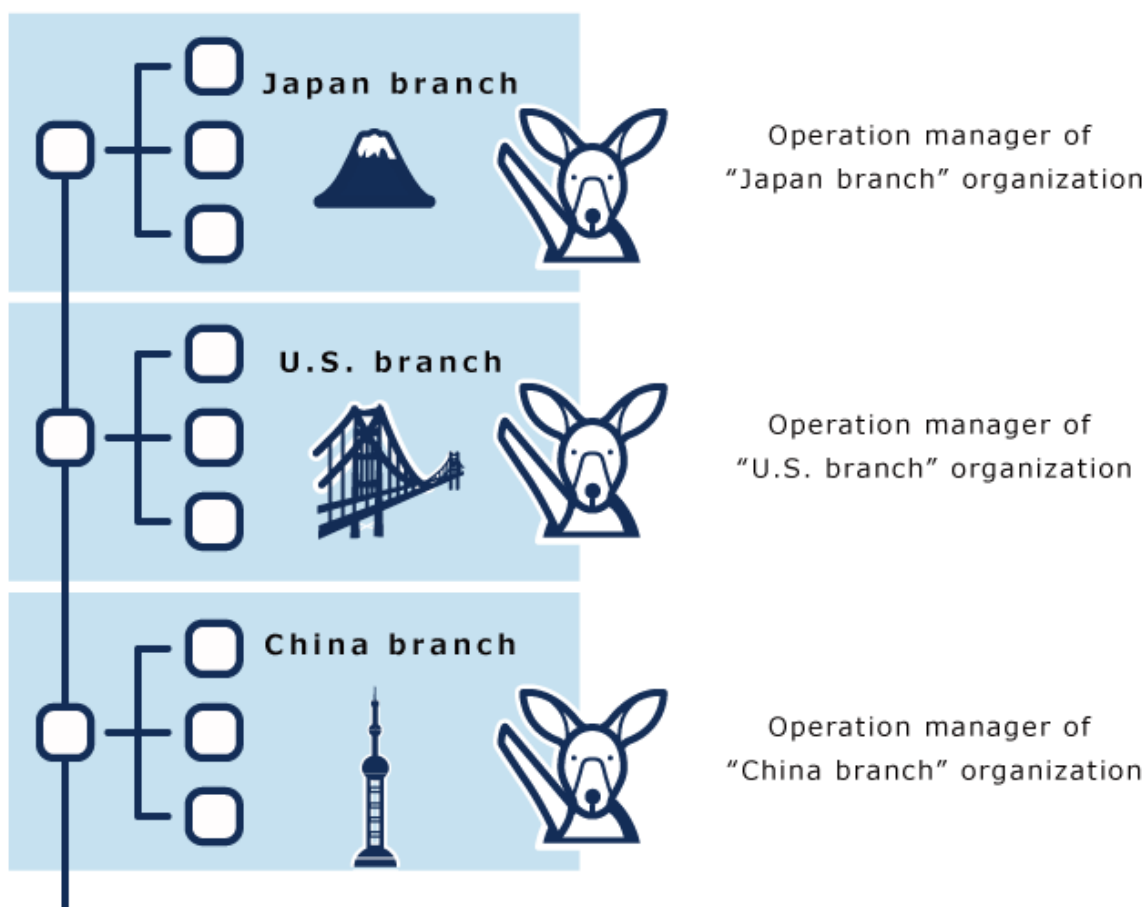 Japan branch
Operation manager of
“Japan branch” organization
U.S. branch
Operation manager of
“U.S. branch” organization
China branch
Operation manager of
“China branch” organization